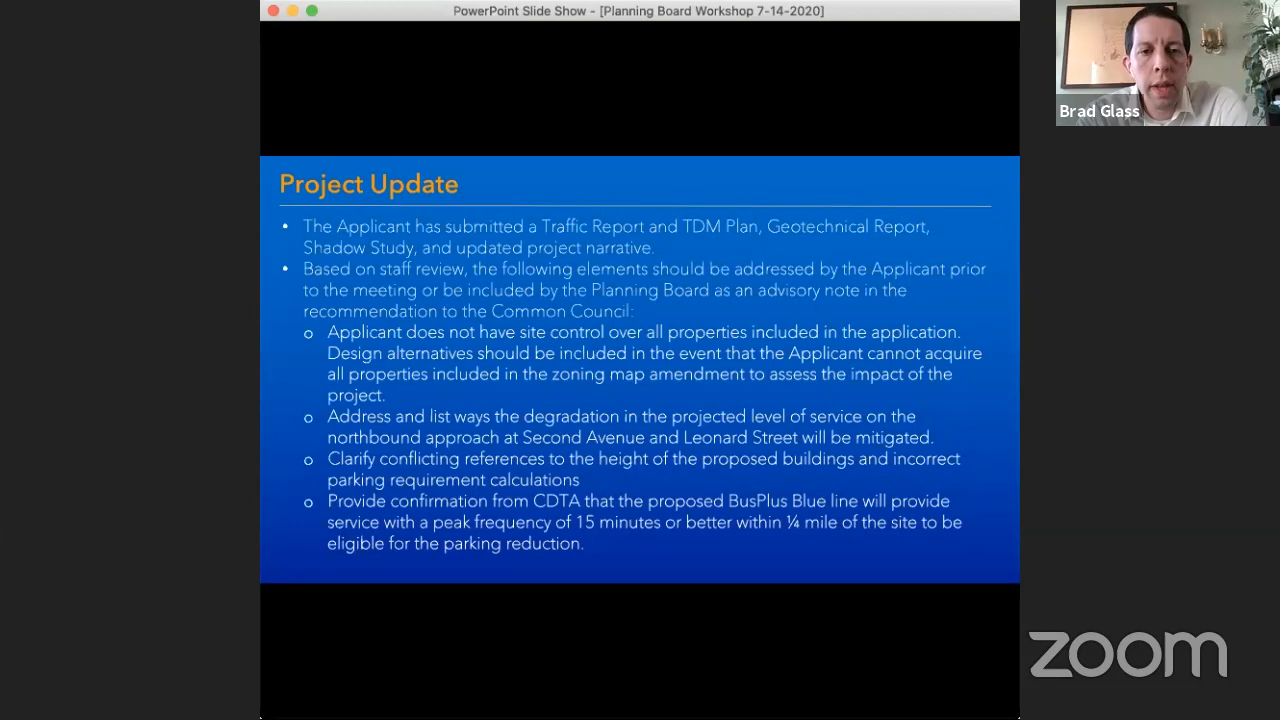 PowerPoint Slide Show - [Planning Board Workshop 7-14-2020]
Brad Glass
Project Update
• The Applicant has submitted a Traffic Report and TDM Plan, Geotechnical Report,
Shadow Study, and updated project narrative.
• Based on staff review, the following elements should be addressed by the Applicant prior
to the meeting or be included by the Planning Board as an advisory note in the
recommendation to the Common Council:
o Applicant does not have site control over all properties included in the application.
Design alternatives should be included in the event that the Applicant cannot acquire
all properties included in the zoning map amendment to assess the impact of the
project.
o Address and list ways the degradation in the projected level of service on the
northbound approach at Second Avenue and Leonard Street will be mitigated.
o Clarify conflicting references to the height of the proposed buildings and incorrect
parking requirement calculations
o Provide confirmation from CDTA that the proposed BusPlus Blue line will provide
service with a peak frequency of 15 minutes or better within ¼ mile of the site to be
eligible for the parking reduction.
zoom